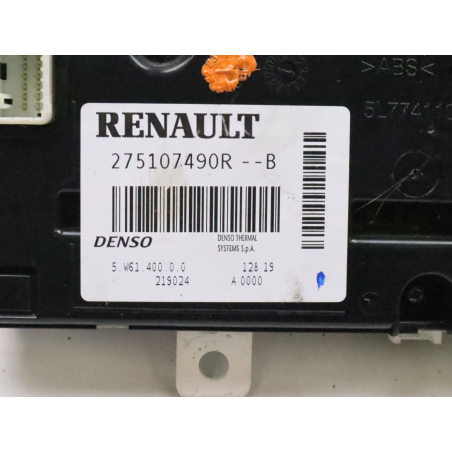 >ABS<
RENAULT
275107490R --B
DENSO
DENSO THERMAL
SYSTEMS S.p.A.
5.W61.400.0.0
128 19
219024
A 0000